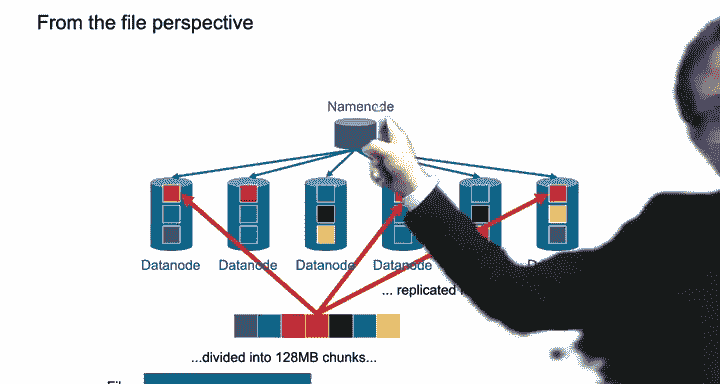 From the file perspective
Namenode
Datanode Datanode Datanode Datanode
... replicated
...divided into 128MB chunks...